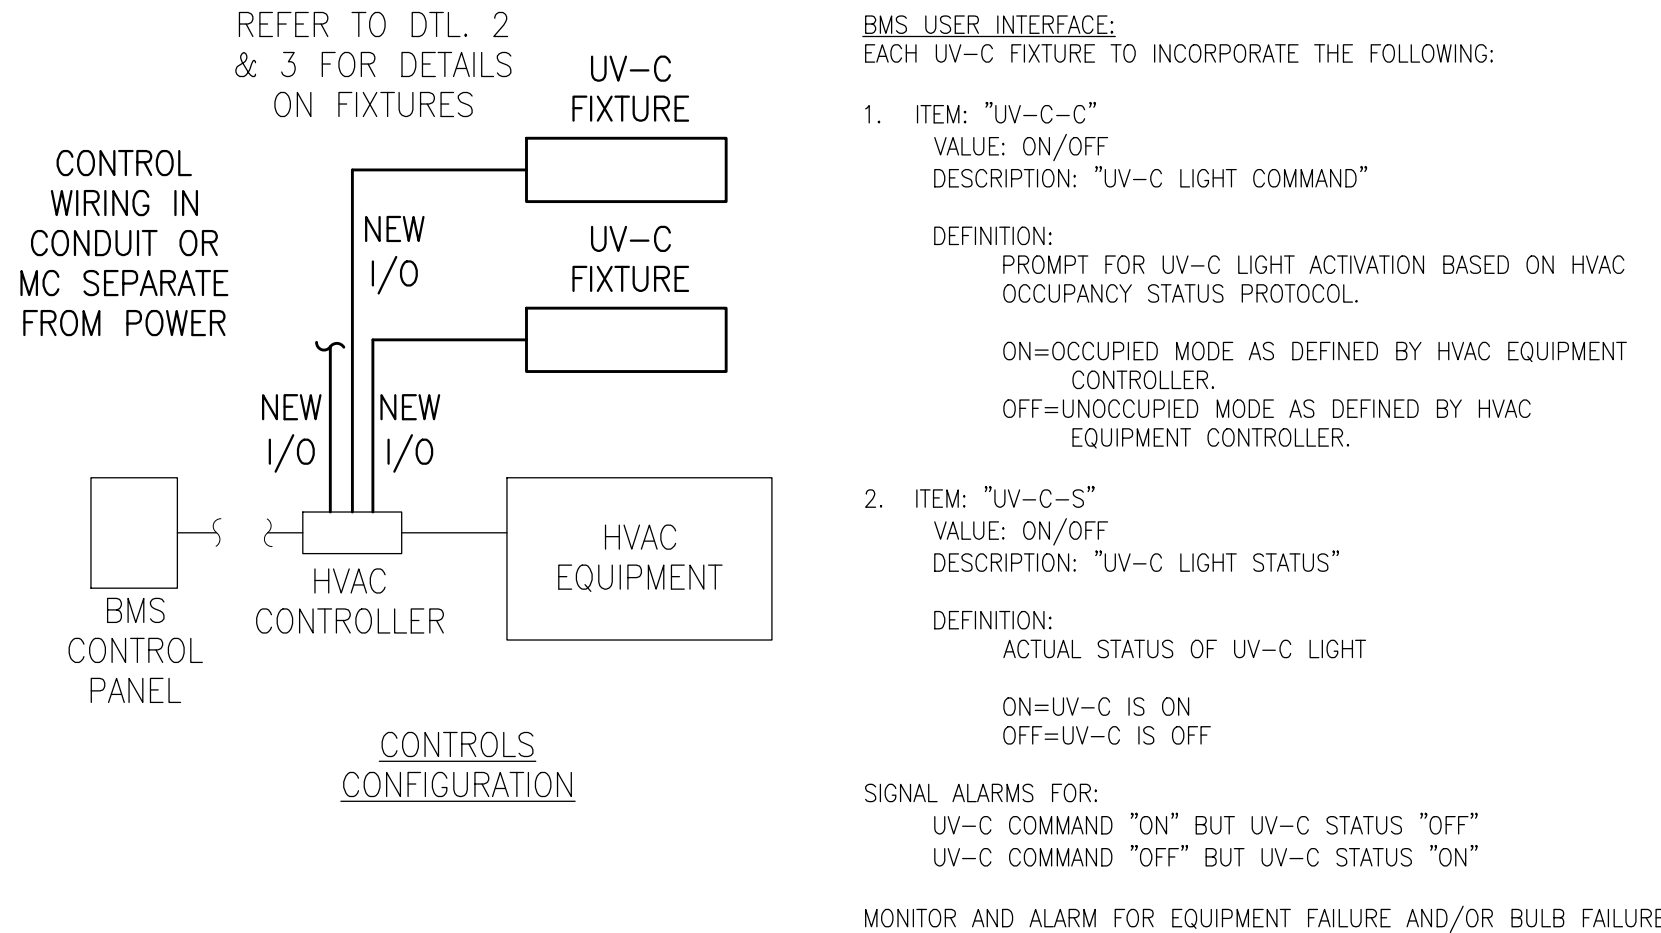 REFER TO DTL. 2
& 3 FOR DETAILS
ON FIXTURES
UV-C
FIXTURE
CONTROL
WIRING IN
CONDUIT OR
MC SEPARATE
FROM POWER
NEW
I/O
UV-C
FIXTURE
NEW
I/O
NEW
I/O
HVAC
EQUIPMENT
HVAC
CONTROLLER
BMS
CONTROL
PANEL
CONTROLS
CONFIGURATION
BMS USER INTERFACE:
EACH UV-C FIXTURE TO INCORPORATE THE FOLLOWING:
1. ITEM: "UV-C-C"
VALUE: ON/OFF
DESCRIPTION: "UV-C LIGHT COMMAND"
DEFINITION:
PROMPT FOR UV-C LIGHT ACTIVATION BASED ON HVAC
OCCUPANCY STATUS PROTOCOL.
ON=OCCUPIED MODE AS DEFINED BY HVAC EQUIPMENT
CONTROLLER.
OFF=UNOCCUPIED MODE AS DEFINED BY HVAC
EQUIPMENT CONTROLLER.
2. ITEM: "UV-C-S"
VALUE: ON/OFF
DESCRIPTION: "UV-C LIGHT STATUS"
DEFINITION:
ACTUAL STATUS OF UV-C LIGHT
ON=UV-C IS ON
OFF=UV-C IS OFF
SIGNAL ALARMS FOR:
UV-C COMMAND "ON" BUT UV-C STATUS "OFF"
UV-C COMMAND "OFF" BUT UV-C STATUS "ON"
MONITOR AND ALARM FOR EQUIPMENT FAILURE AND/OR BULB FAILURE